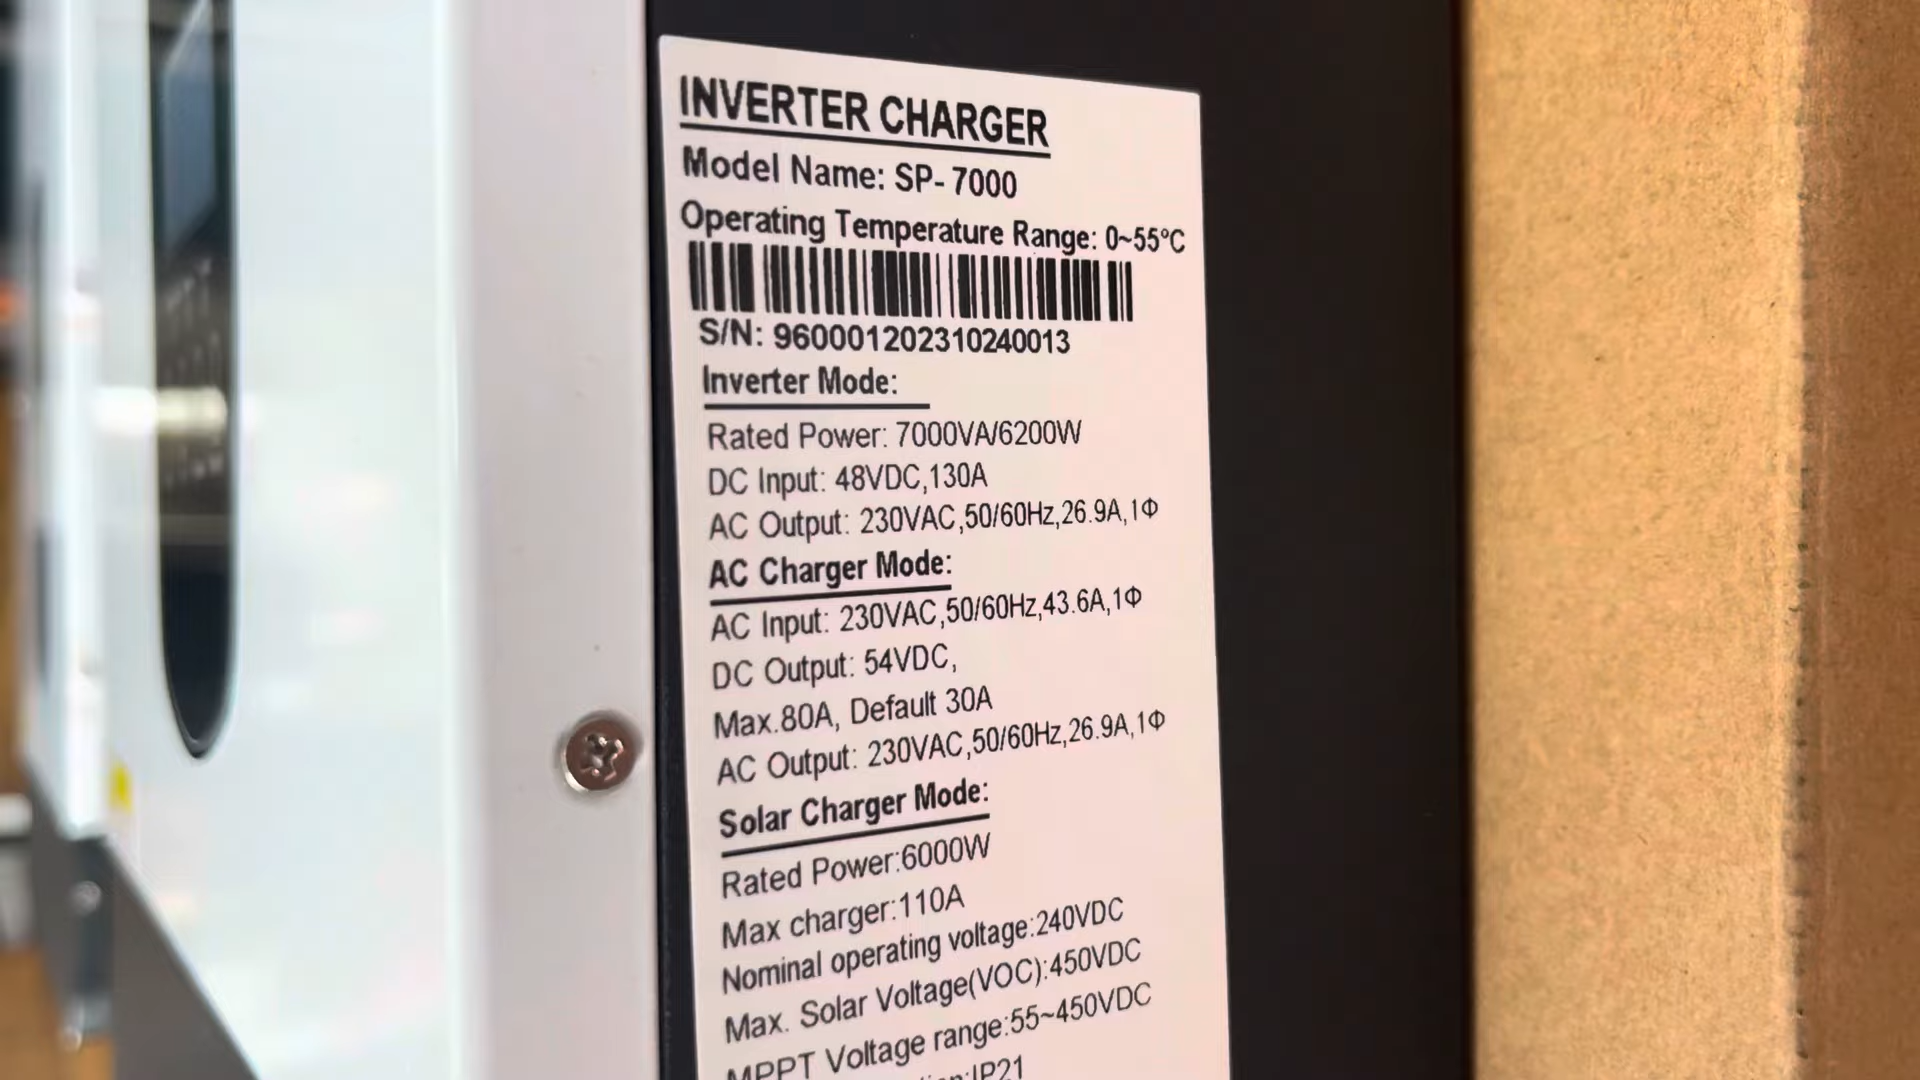 INVERTER CHARGER
Model Name: SP- 7000
Operating Temperature Range: 0~55°C
S/N: 960001202310240013
Inverter Mode:
Rated Power: 7000VA/6200W
DC Input: 48VDC,130A
AC Output: 230VAC,50/60Hz,26.9A,1Φ
AC Charger Mode:
AC Input: 230VAC,50/60Hz,43.6A,1Φ
DC Output: 54VDC,
Max.80A, Default 30A
AC Output: 230VAC,50/60Hz,26.9A,1Φ
Solar Charger Mode:
Rated Power:6000W
Max charger:110A
Nominal operating voltage:240VDC
Max. Solar Voltage(VOC):450VDC
MPPT Voltage range:55~450VDC
IP21